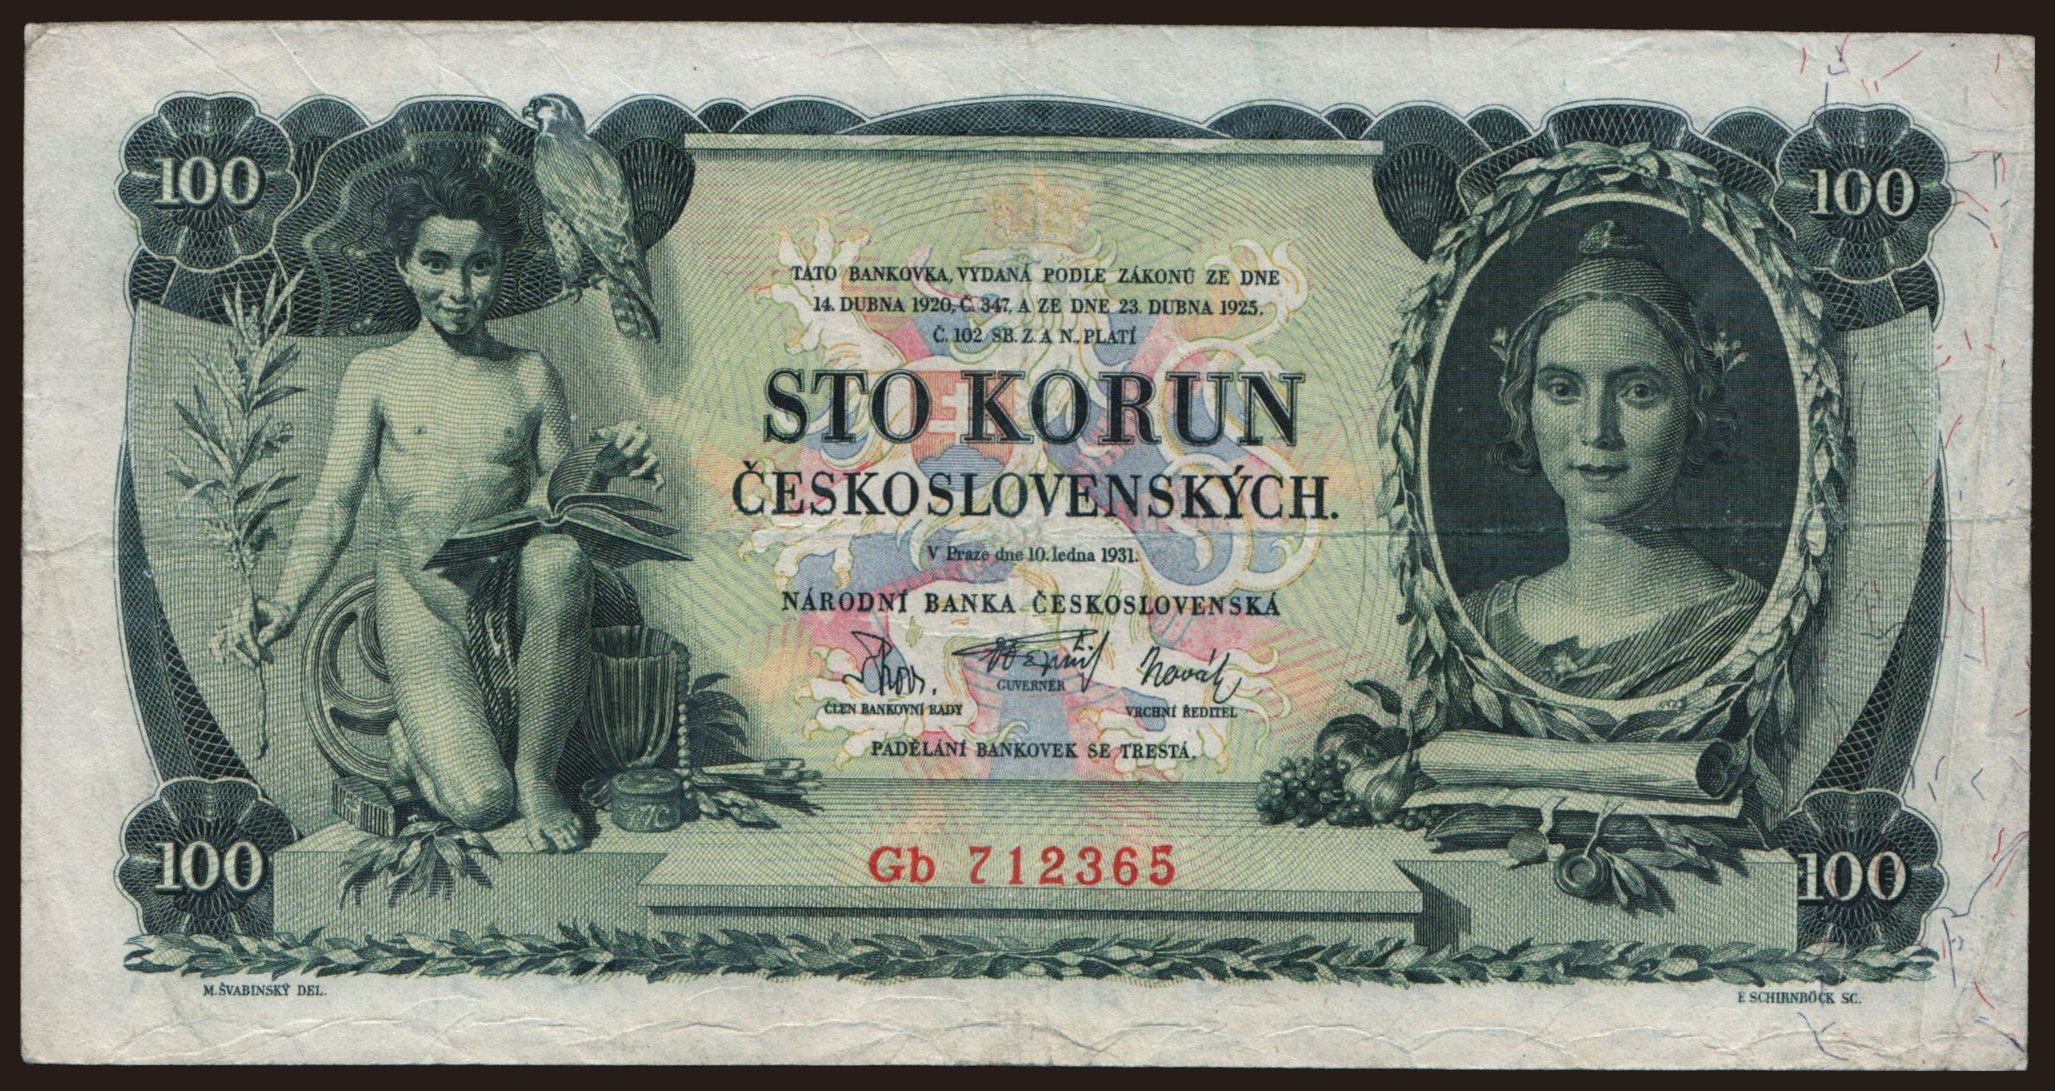 100
100
TATO BANKOVKA, VYDANÁ PODLE ZÁKONŮ ZE DNE
14. DUBNA 1920, Č. 347, A ZE DNE 23. DUBNA 1925,
Č. 102 SB. Z. A N., PLATÍ
STO KORUN
ČESKOSLOVENSKÝCH.
V Praze dne 10. ledna 1931.
NÁRODNÍ BANKA ČESKOSLOVENSKÁ
Novák
GUVERNÉR
ČLEN BANKOVNÍ RADY
VRCHNÍ ŘEDITEL
PADĚLÁNÍ BANKOVEK SE TRESTÁ.
Gb 712365
100
100
M. ŠVABINSKÝ DEL.
F. SCHIRNBÖCK SC.